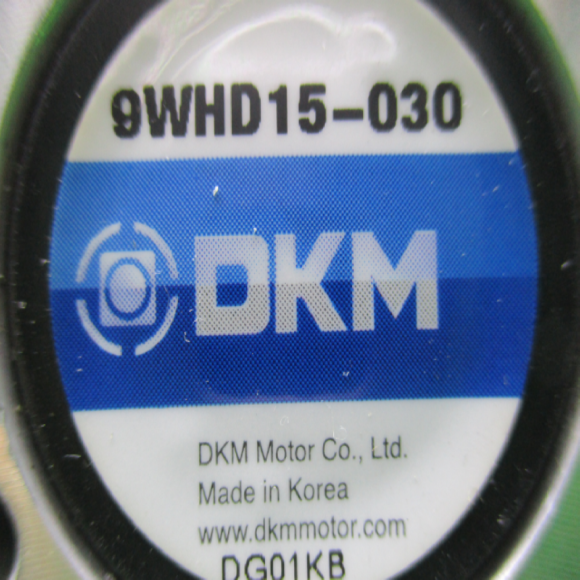 9WHD15-030
DKM
DKM Motor Co., Ltd.
Made in Korea
www.dkmmotor.com
DG01KB